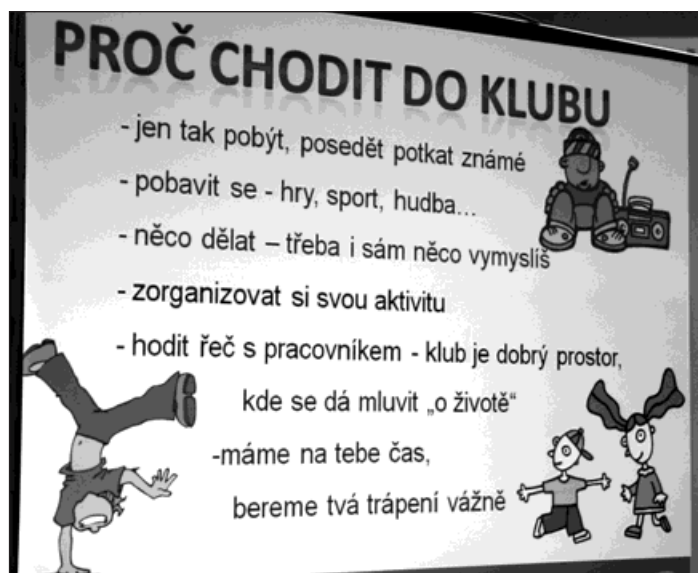 PROČ CHODIT DO KLUBU
- jen tak pobýt, posedět potkat známé
- pobavit se - hry, sport, hudba...
- něco dělat – třeba i sám něco vymyslíš
- zorganizovat si svou aktivitu
- hodit řeč s pracovníkem - klub je dobrý prostor,
kde se dá mluvit „o životě“
-máme na tebe čas,
bereme tvá trápení vážně